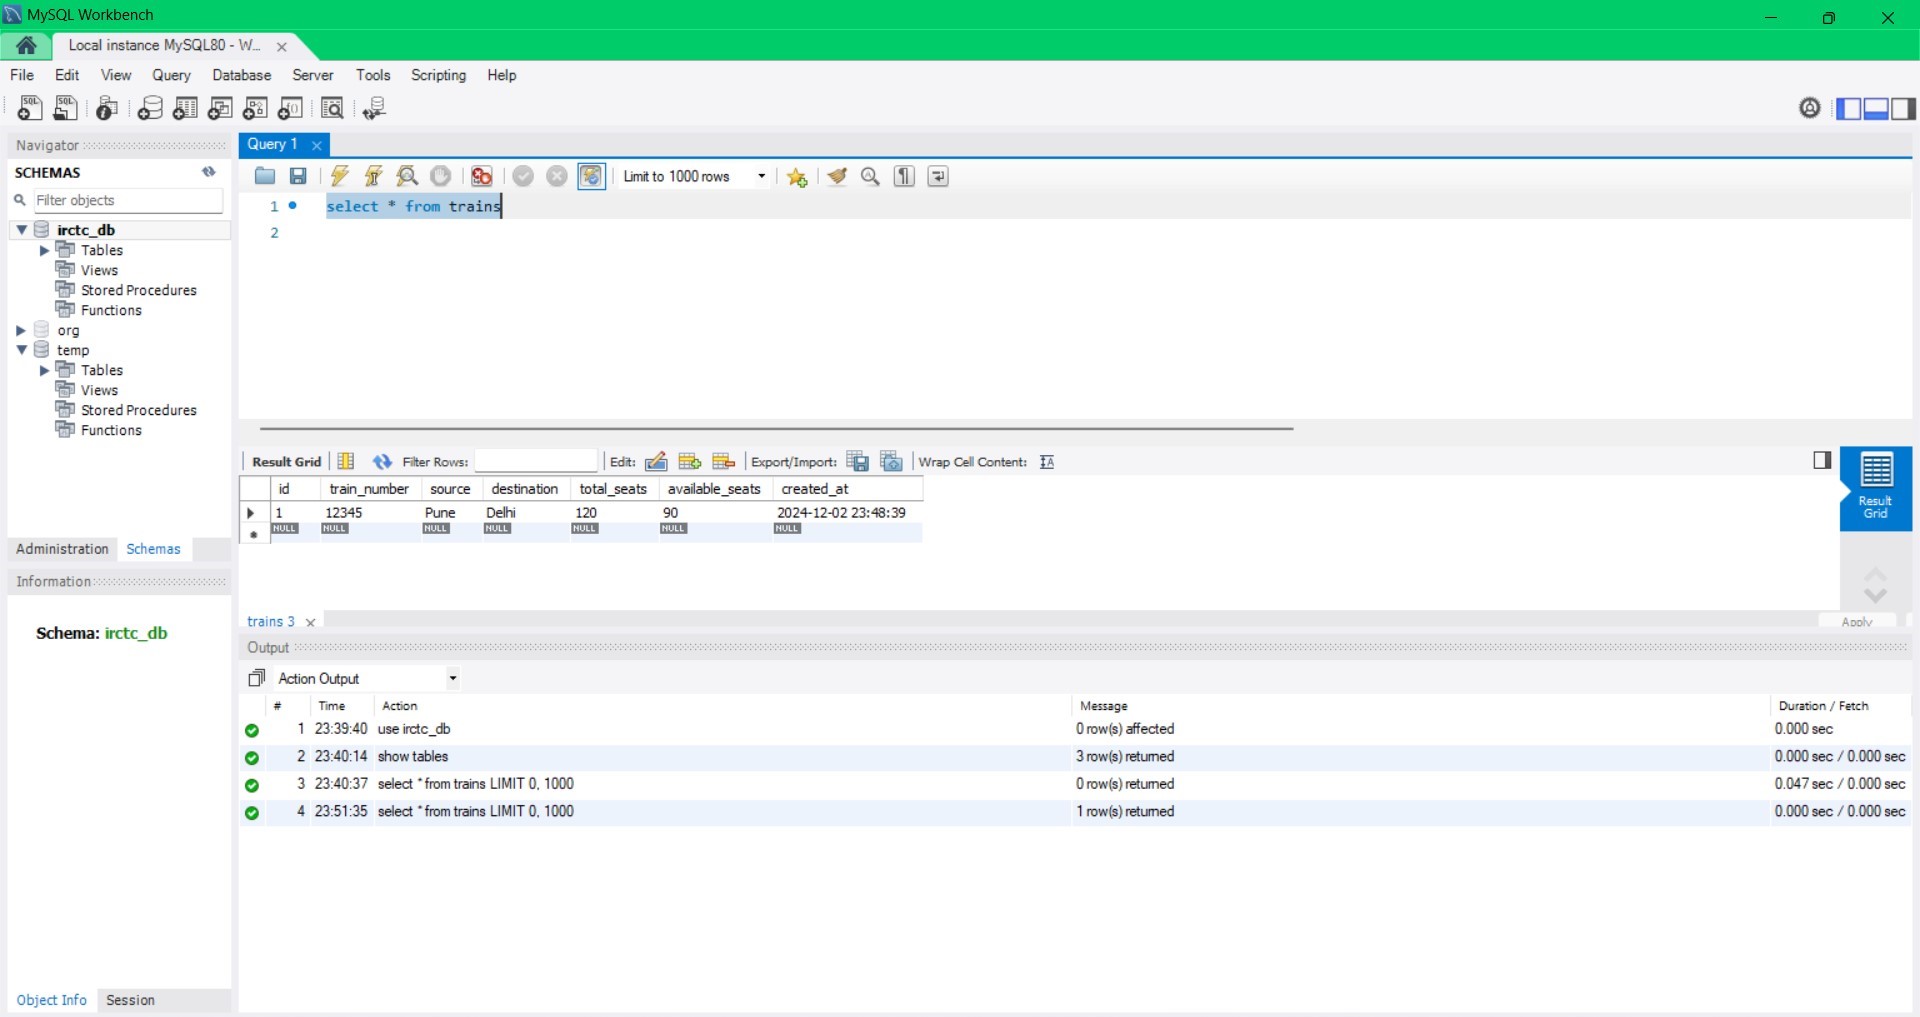 MySQL Workbench
Local instance MySQL80 - W...
File Edit View Query Database Server Tools Scripting Help
Navigator
SCHEMAS
Filter objects
irctc_db
Tables
Views
Stored Procedures
Functions
org
temp
Tables
Views
Stored Procedures
Functions
Administration Schemas
Information
Schema: irctc_db
Object Info Session
Query 1
Limit to 1000 rows
1 select * from trains
2
Result Grid Filter Rows: Edit: Export/Import: Wrap Cell Content:
id train_number source destination total_seats available_seats created_at
1 12345 Pune Delhi 120 90 2024-12-02 23:48:39
NULL NULL NULL NULL NULL NULL NULL
Result
Grid
trains 3
Apply
Output
Action Output
# Time Action Message Duration / Fetch
1 23:39:40 use irctc_db 0 row(s) affected 0.000 sec
2 23:40:14 show tables 3 row(s) returned 0.000 sec / 0.000 sec
3 23:40:37 select * from trains LIMIT 0, 1000 0 row(s) returned 0.047 sec / 0.000 sec
4 23:51:35 select * from trains LIMIT 0, 1000 1 row(s) returned 0.000 sec / 0.000 sec